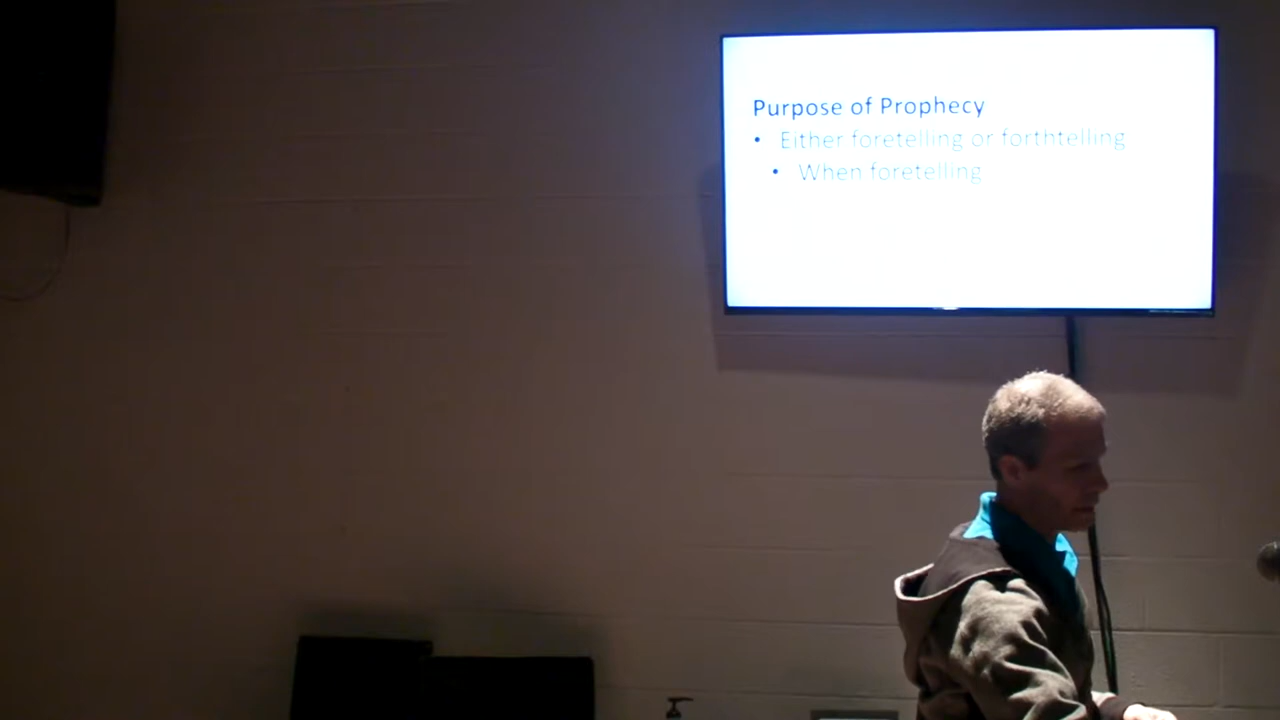 Purpose of Prophecy
• Either foretelling or forthtelling
• When foretelling